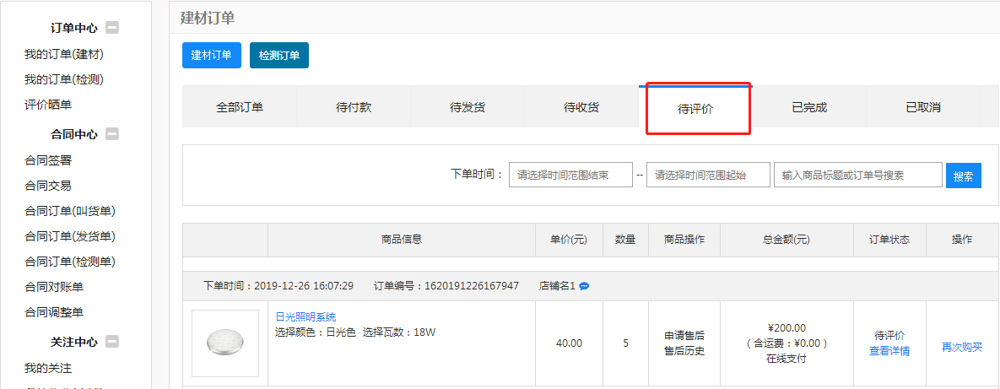 订单中心
我的订单(建材)
我的订单(检测)
评价晒单
合同中心
合同签署
合同交易
合同订单(叫货单)
合同订单(发货单)
合同订单(检测单)
合同对账单
合同调整单
关注中心
我的关注
建材订单
建材订单 检测订单
全部订单 待付款 待发货 待收货 待评价 已完成 已取消
下单时间： 请选择时间范围结束 -- 请选择时间范围起始 输入商品标题或订单号搜索 搜索
商品信息 单价(元) 数量 商品操作 总金额(元) 订单状态 操作
下单时间：2019-12-26 16:07:29 订单编号：1620191226167947 店铺名1
日光照明系统
选择颜色：日光色 选择瓦数：18W
40.00
5
申请售后
售后历史
¥200.00
（含运费：¥0.00）
在线支付
待评价
查看详情
再次购买